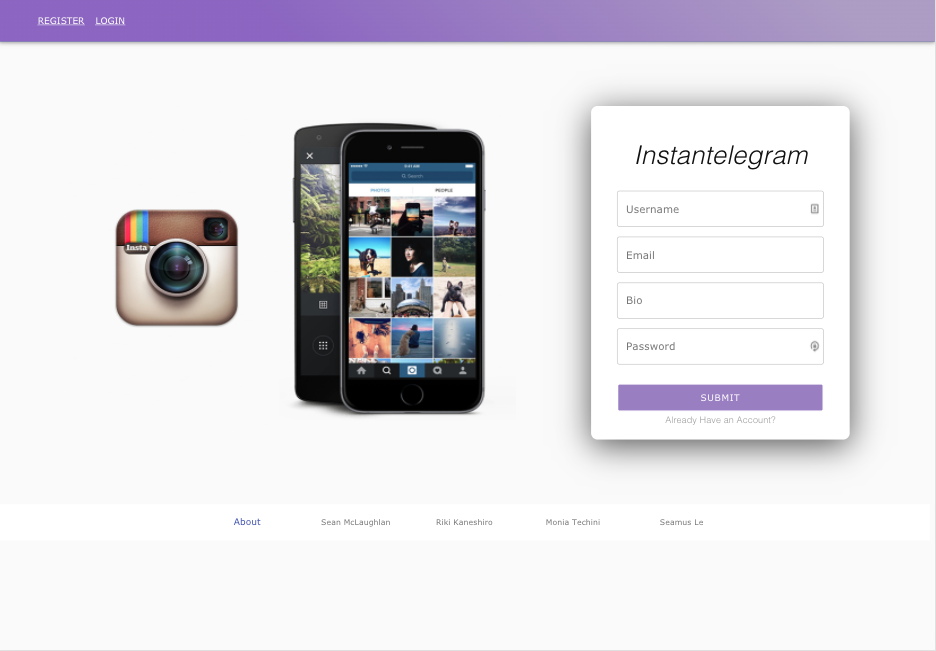 REGISTER LOGIN
Insta
Search
PHOTOS PEOPLE
Instantelegram
Username
Email
Bio
Password
SUBMIT
Already Have an Account?
About Sean McLaughlan Riki Kaneshiro Monia Techini Seamus Le